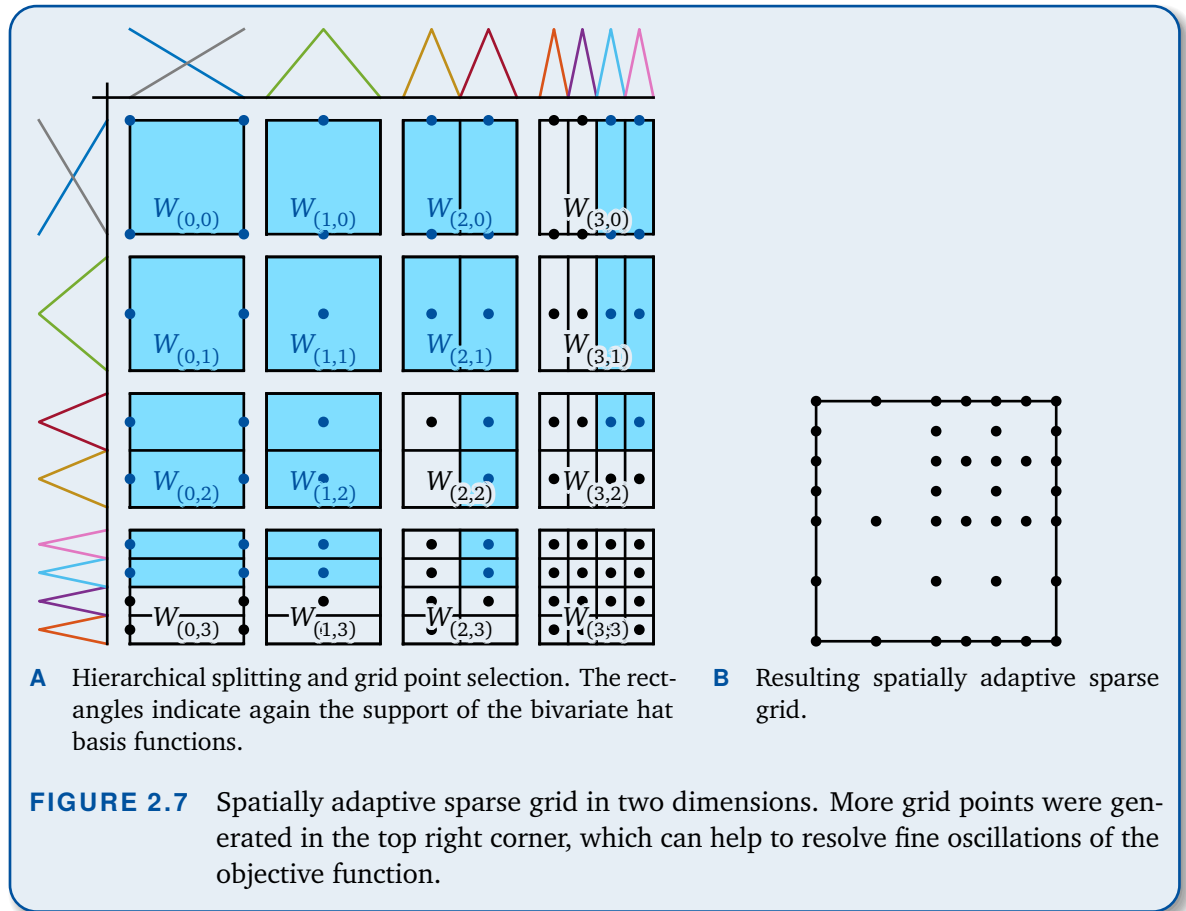 W(0,0) W(1,0) W(2,0) W(3,0)
W(0,1) W(1,1) W(2,1) W(3,1)
W(0,2) W(1,2) W(2,2) W(3,2)
W(0,3) W(1,3) W(2,3) W(3,3)
A Hierarchical splitting and grid point selection. The rect-
angles indicate again the support of the bivariate hat
basis functions.
B Resulting spatially adaptive sparse
grid.
FIGURE 2.7 Spatially adaptive sparse grid in two dimensions. More grid points were gen-
erated in the top right corner, which can help to resolve fine oscillations of the
objective function.